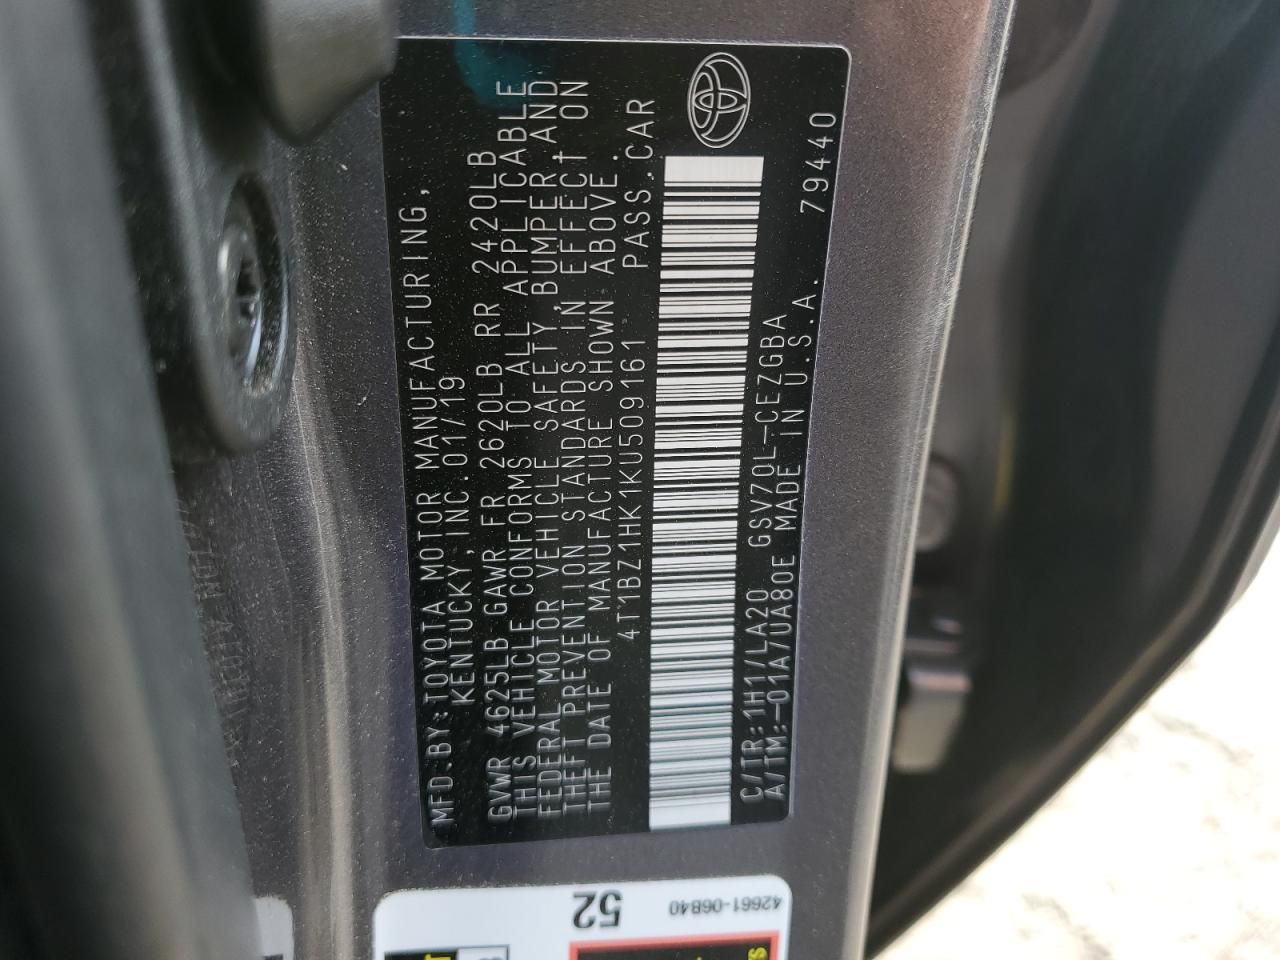 MFD.BY:TOYOTA MOTOR MANUFACTURING,
KENTUCKY,INC.01/19
GVWR 4625LB GAWR FR 2620LB RR 2420LB
THIS VEHICLE CONFORMS TO ALL APPLICABLE
FEDERAL MOTOR VEHICLE SAFETY,BUMPER,AND
THEFT PREVENTION STANDARDS IN EFFECT ON
THE DATE OF MANUFACTURE SHOWN ABOVE.
4T1BZ1HK1KU509161 PASS.CAR
C/TR:1H1/LA20 GSV70L-CEZGBA
A/TM:-01A/UA80E MADE IN U.S.A. 79440
52
42661-06B40